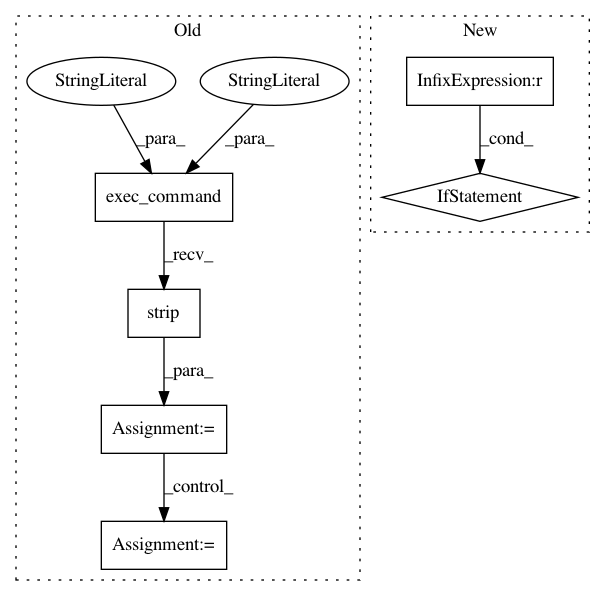 Old
New
StringLiteral
StringLiteral
InfixExpression:r
_para_
_para_
_cond_
exec_command
IfStatement
_recv_
strip
_para_
Assignment:=
_control_
Assignment:=